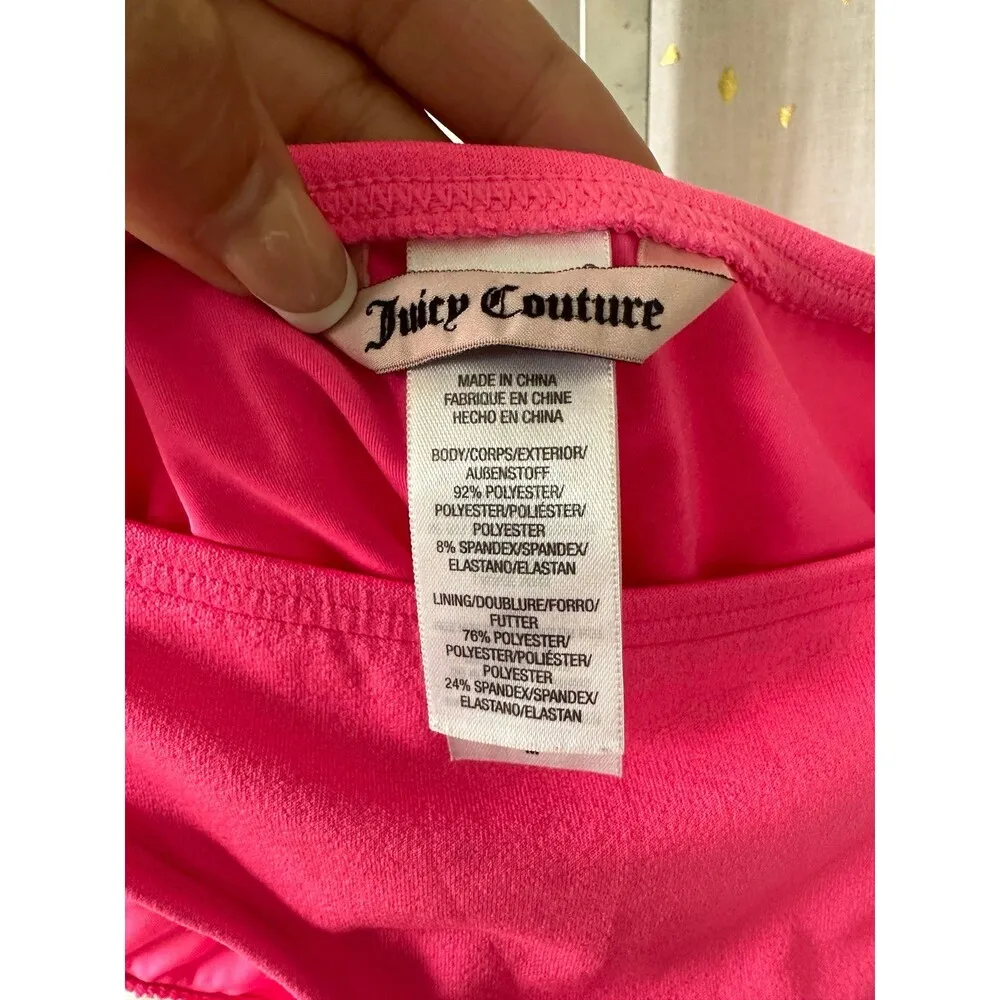 Juicy Couture
MADE IN CHINA
FABRIQUE EN CHINE
HECHO EN CHINA
BODY/CORPS/EXTERIOR/
AUßENSTOFF
92% POLYESTER/
POLYESTER/POLIÉSTER/
POLYESTER
8% SPANDEX/SPANDEX/
ELASTANO/ELASTAN
LINING/DOUBLURE/FORRO/
FUTTER
76% POLYESTER/
POLYESTER/POLIÉSTER/
POLYESTER
24% SPANDEX/SPANDEX/
ELASTANO/ELASTAN